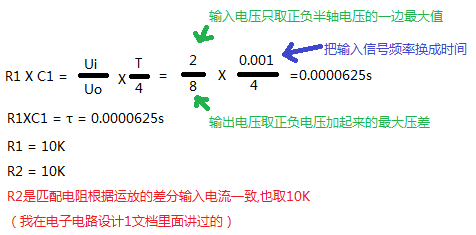 输入电压只取正负半轴电压的一边最大值
把输入信号频率换成时间
R1 X C1 = Ui/Uo X T/4 = 2/8 X 0.001/4 =0.0000625s
输出电压取正负电压加起来的最大压差
R1XC1 = τ = 0.0000625s
R1 = 10K
R2 = 10K
R2是匹配电阻根据运放的差分输入电流一致,也取10K
（我在电子电路设计1文档里面讲过的）